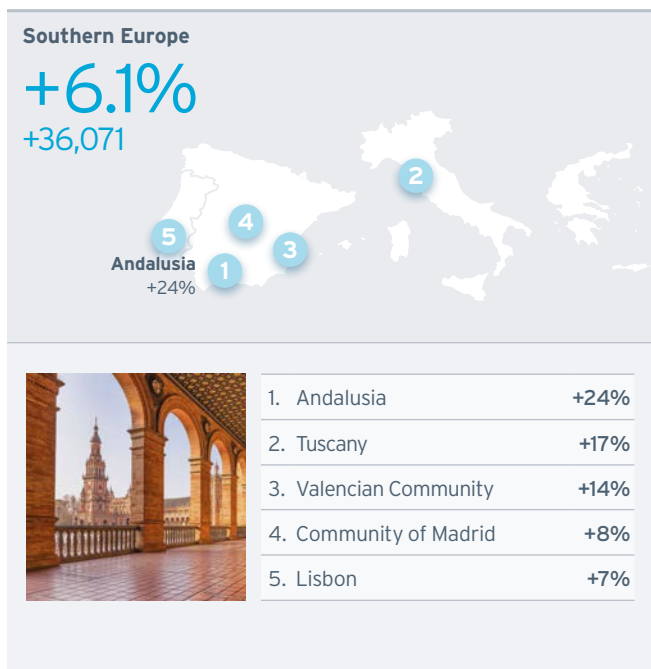 Southern Europe
+6.1%
+36,071
2
4
5
3
Andalusia
1
+24%
1. Andalusia +24%
2. Tuscany +17%
3. Valencian Community +14%
4. Community of Madrid +8%
5. Lisbon +7%